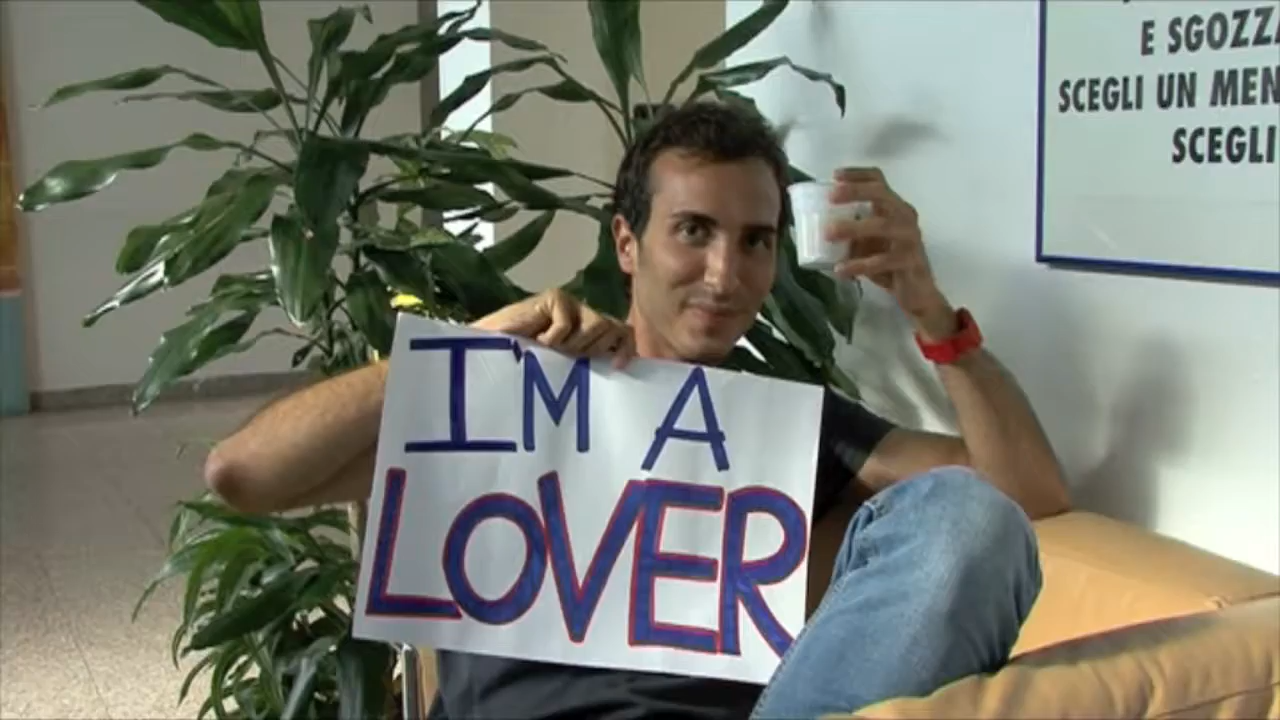 I'M A
LOVER
E SGOZZA
SCEGLI UN MEN
SCEGLI